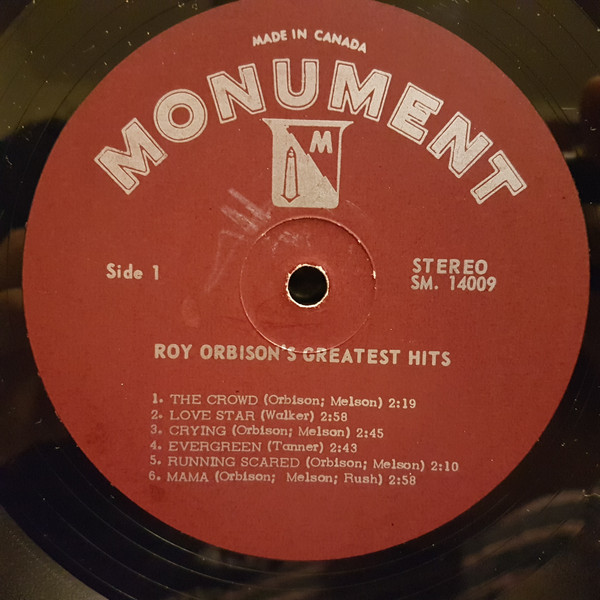 MADE IN CANADA
MONUMENT
M
Side 1
STEREO
SM. 14009
ROY ORBISON'S GREATEST HITS
1. THE CROWD (Orbison; Melson) 2:19
2. LOVE STAR (Walker) 2:58
3. CRYING (Orbison; Melson) 2:45
4. EVERGREEN (Tanner) 2:43
5. RUNNING SCARED (Orbison; Melson) 2:10
6. MAMA (Orbison; Melson; Rush) 2:58